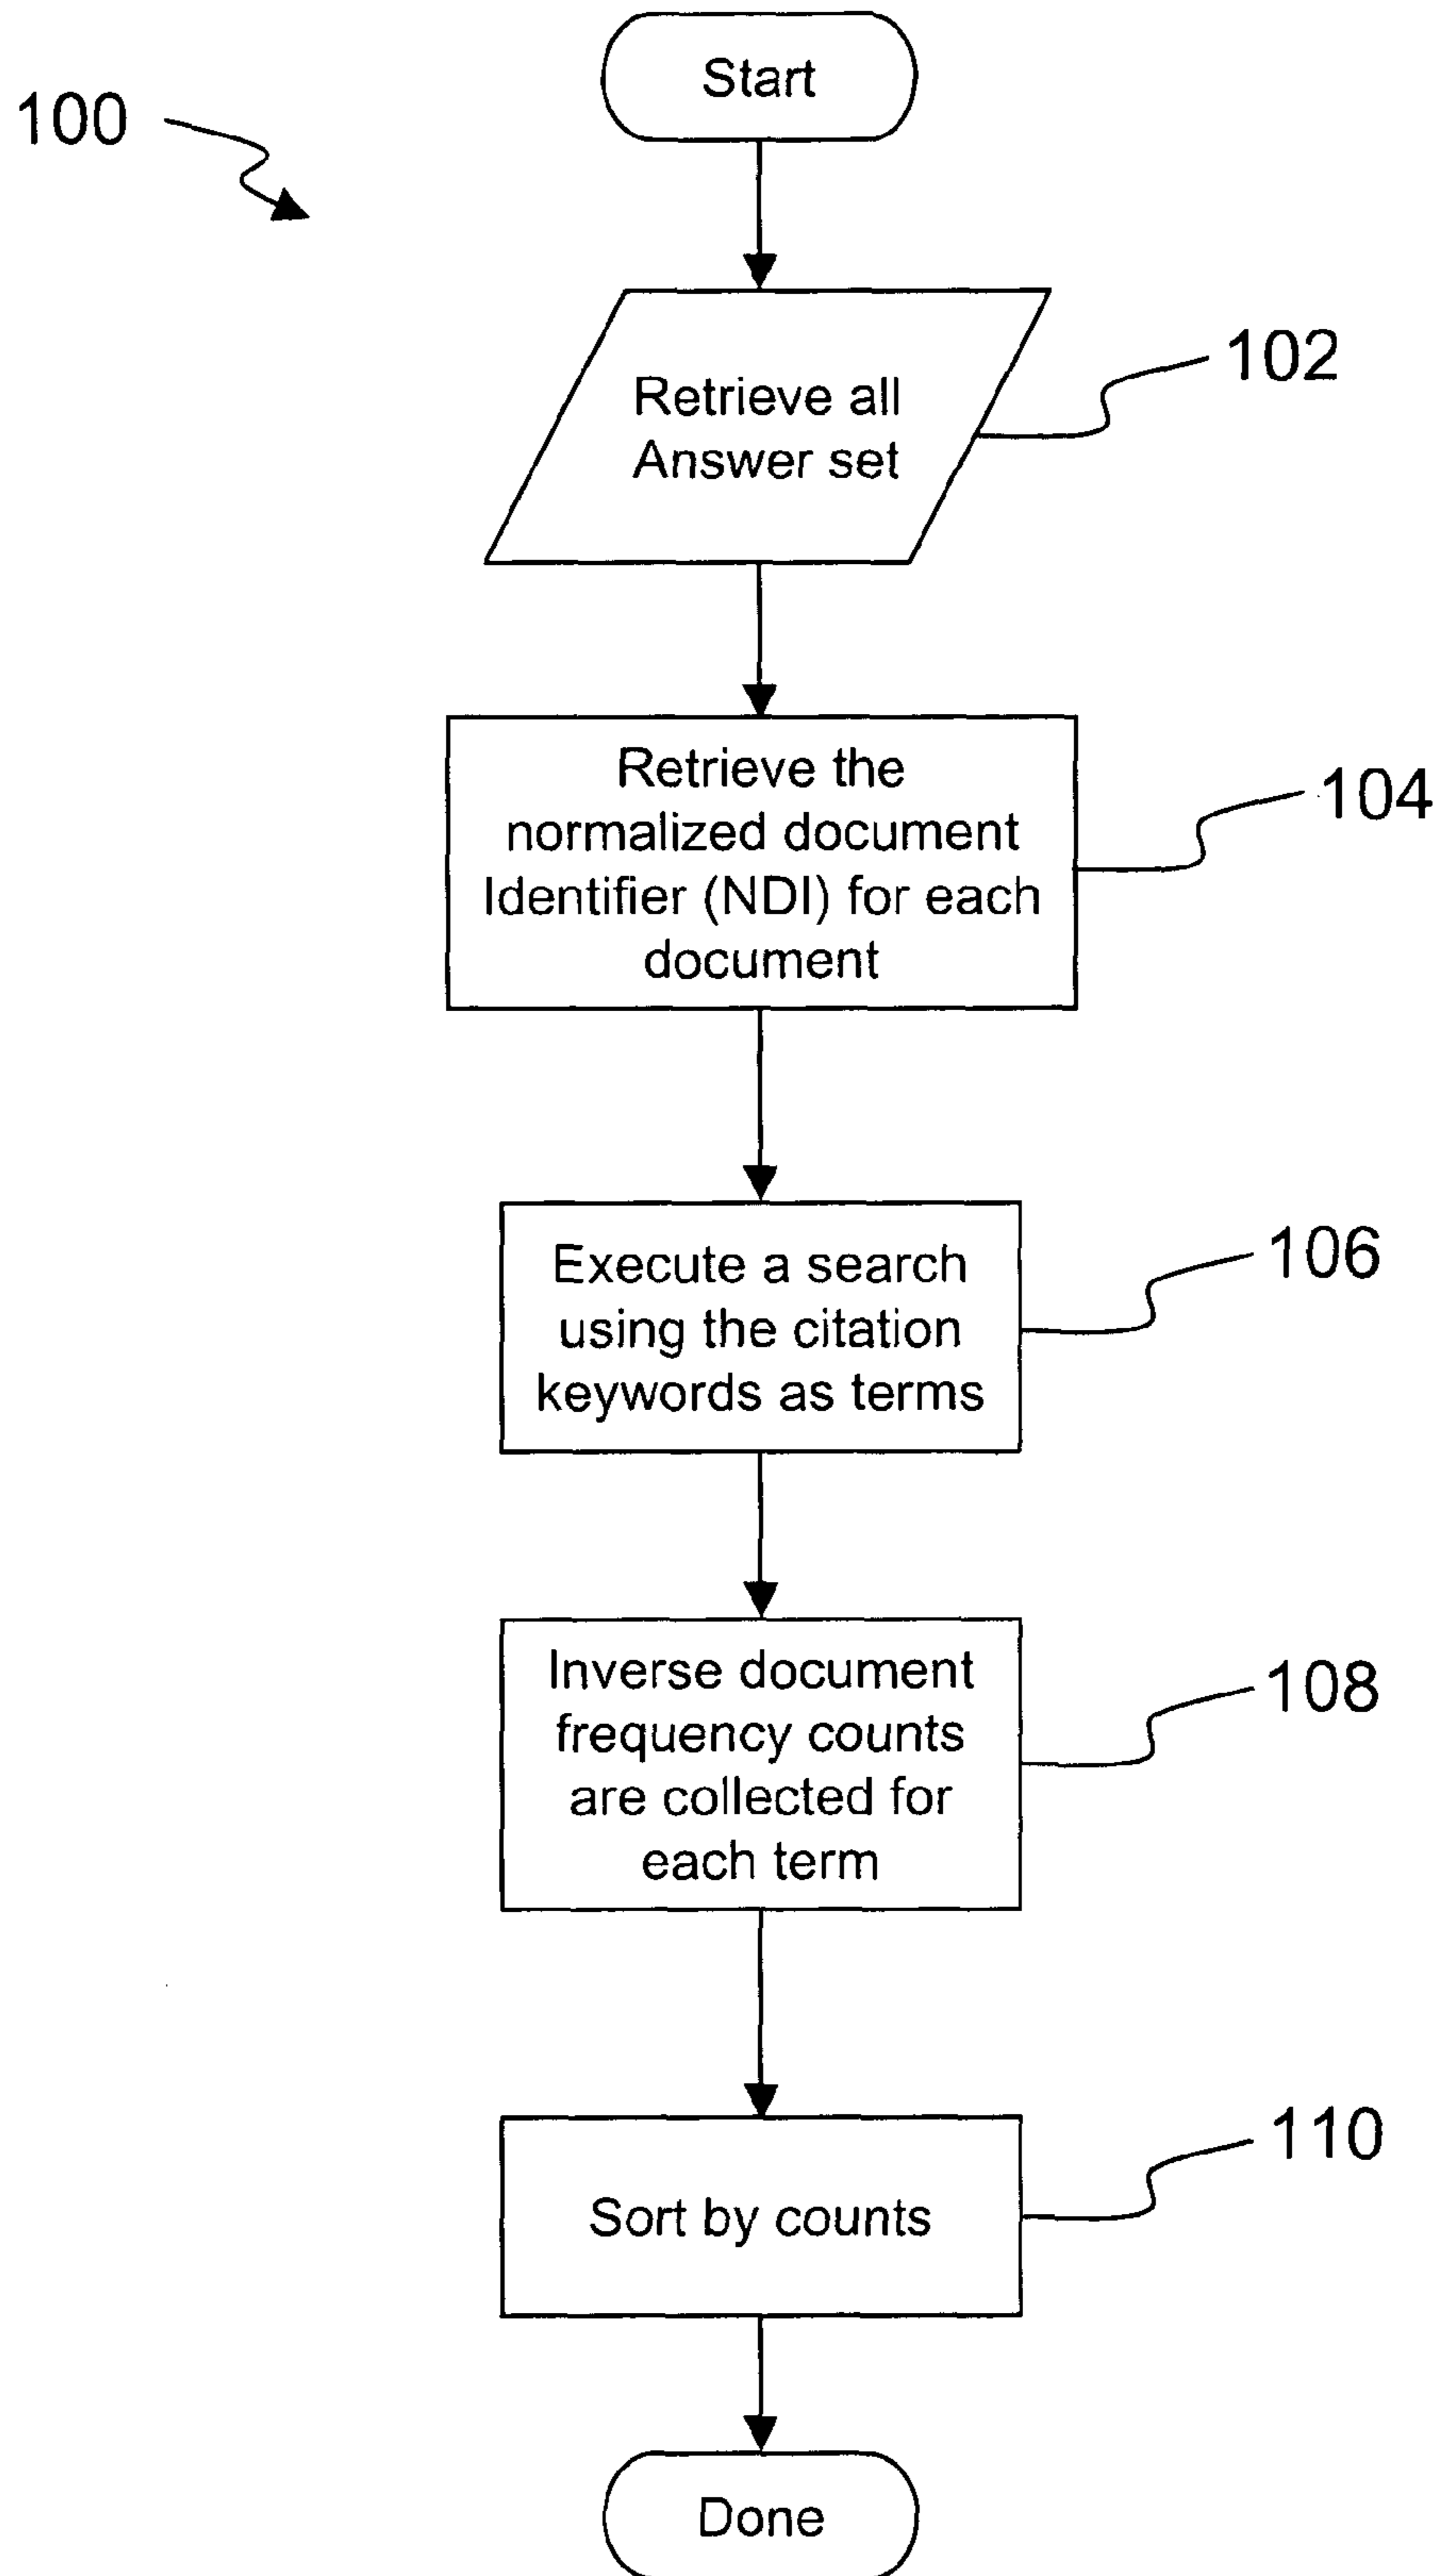 Start
100
Retrieve all
Answer set
102
Retrieve the
normalized document
Identifier (NDI) for each
document
104
Execute a search
using the citation
keywords as terms
106
Inverse document
frequency counts
are collected for
each term
108
Sort by counts
110
Done